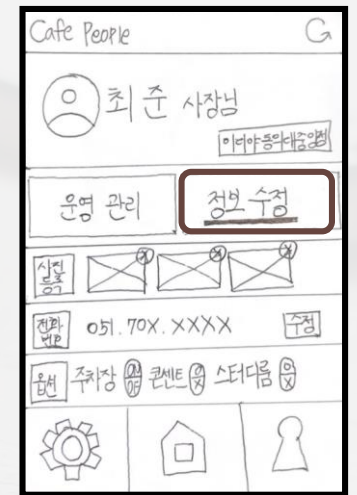 Cafe People
최 준 사장님
이디야동의대중앙점
운영 관리
정보 수정
사진
등록
전화
번호
051. 70X. XXXX
수정
옵션
주차장 ON OFF 콘센트 O X 스터디룸 O X